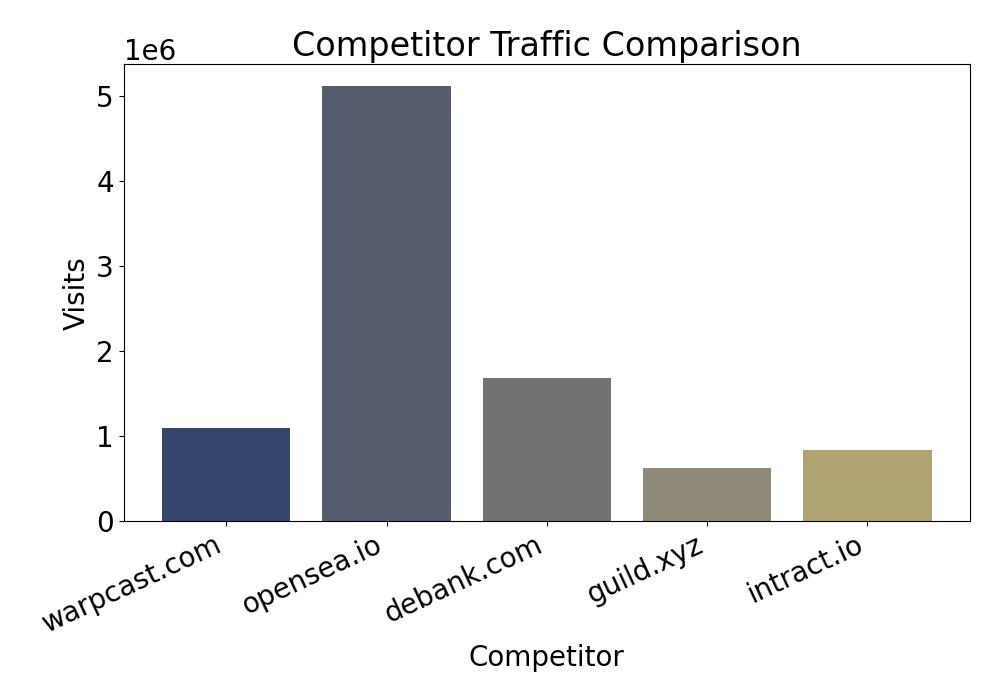 Competitor Traffic Comparison
1e6
5
4
3
2
1
0
Visits
warpcast.com
opensea.io
debank.com
guild.xyz
intract.io
Competitor